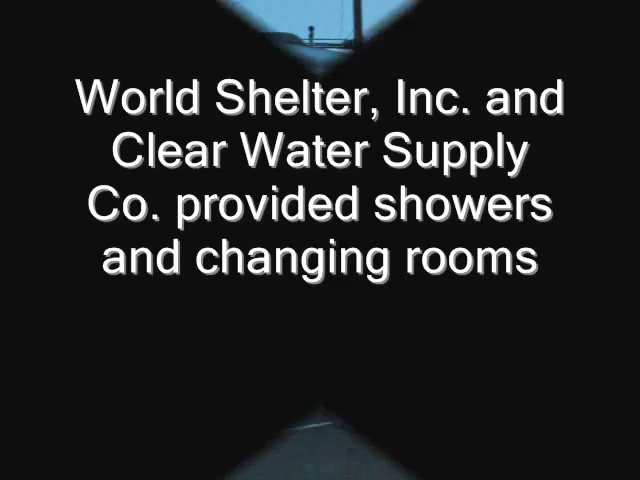 World Shelter, Inc. and
Clear Water Supply
Co. provided showers
and changing rooms